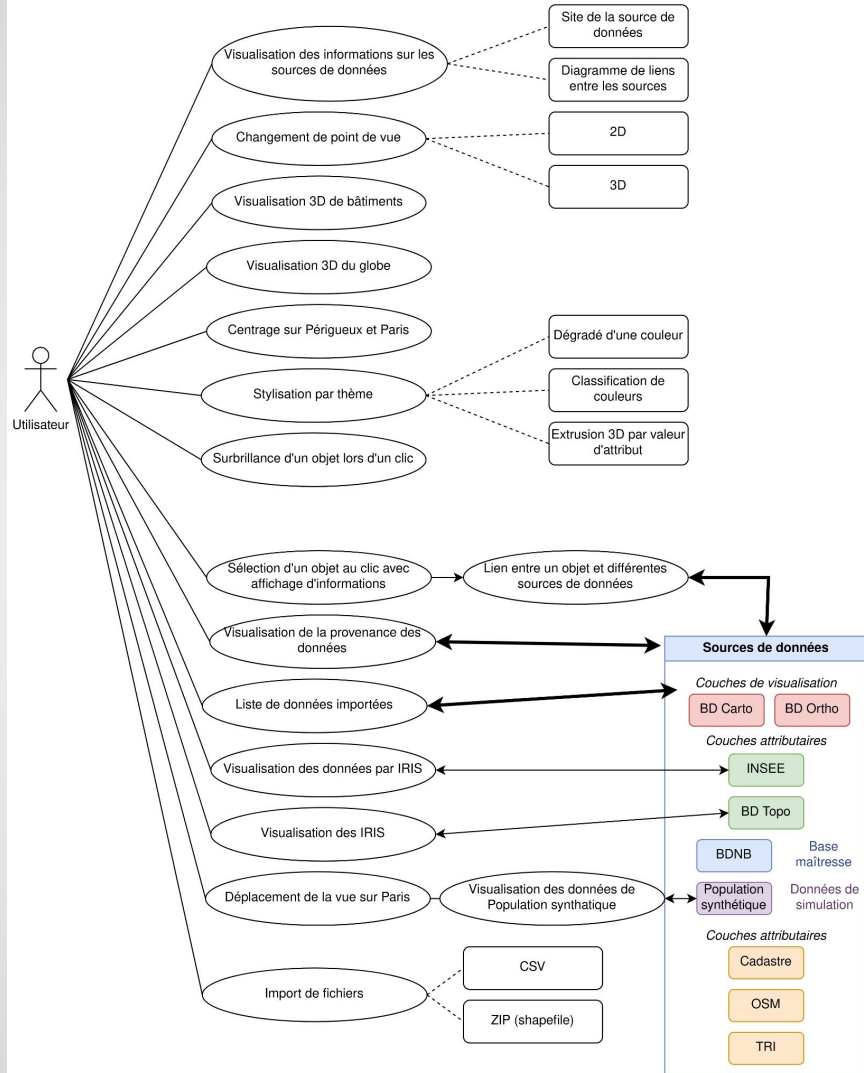 Visualisation des informations sur les
sources de données
Site de la source de
données
Diagramme de liens
entre les sources
Changement de point de vue
2D
3D
Visualisation 3D de bâtiments
Visualisation 3D du globe
Centrage sur Périgueux et Paris
Stylisation par thème
Dégradé d'une couleur
Classification de
couleurs
Extrusion 3D par valeur
d'attribut
Surbrillance d'un objet lors d'un clic
Utilisateur
Sélection d'un objet au clic avec
affichage d'informations
Lien entre un objet et différentes
sources de données
Visualisation de la provenance des
données
Liste de données importées
Visualisation des données par IRIS
Visualisation des IRIS
Déplacement de la vue sur Paris
Visualisation des données de
Population synthatique
Import de fichiers
CSV
ZIP (shapefile)
Sources de données
Couches de visualisation
BD Carto
BD Ortho
Couches attributaires
INSEE
BD Topo
BDNB
Base
maîtresse
Population
synthétique
Données de
simulation
Couches attributaires
Cadastre
OSM
TRI